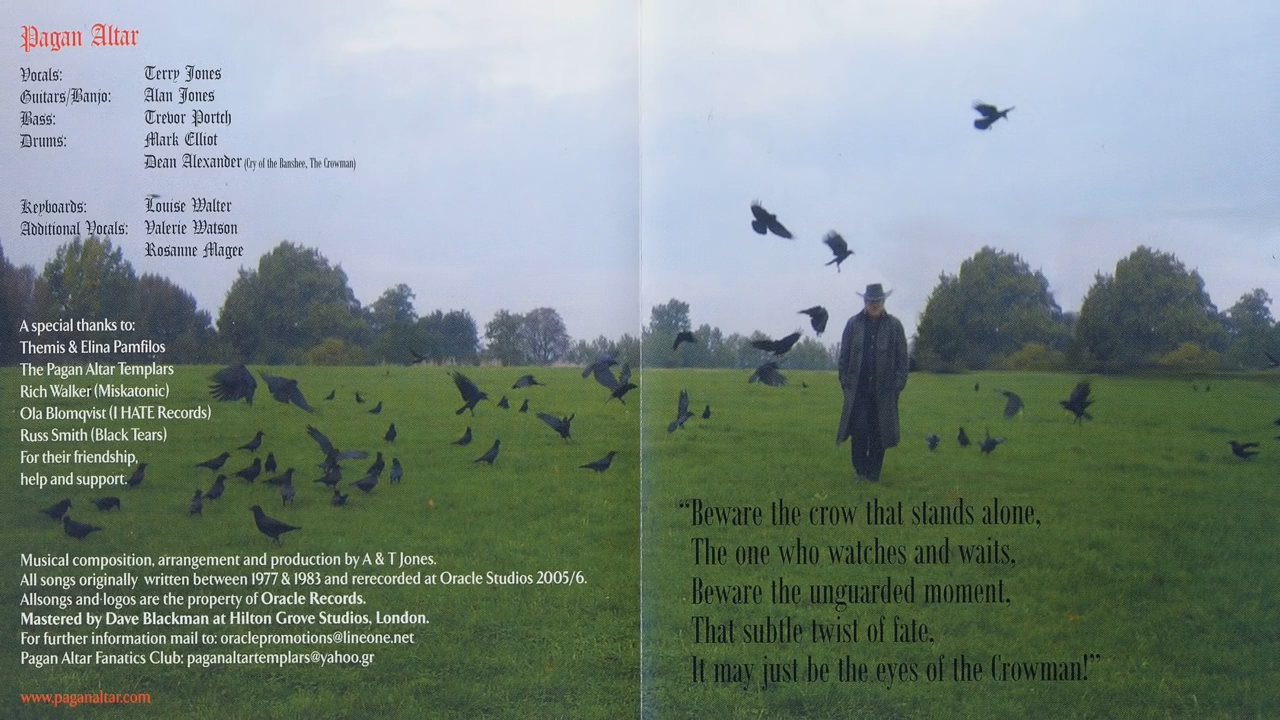 Pagan Altar
Vocals: Terry Jones
Guitars/Banjo: Alan Jones
Bass: Trevor Portch
Drums: Mark Elliot
Dean Alexander (Cry of the Banshee, The Crowman)
Keyboards: Louise Walter
Additional Vocals: Valerie Watson
Rosanne Magee
A special thanks to:
Themis & Elina Pamfilos
The Pagan Altar Templars
Rich Walker (Miskatonic)
Ola Blomqvist (I HATE Records)
Russ Smith (Black Tears)
For their friendship,
help and support.
Musical composition, arrangement and production by A & T Jones.
All songs originally written between 1977 & 1983 and rerecorded at Oracle Studios 2005/6.
Allsongs and logos are the property of Oracle Records.
Mastered by Dave Blackman at Hilton Grove Studios, London.
For further information mail to: oraclepromotions@lineone.net
Pagan Altar Fanatics Club: paganaltartemplars@yahoo.gr
www.paganaltar.com
“Beware the crow that stands alone,
The one who watches and waits,
Beware the unguarded moment,
That subtle twist of fate,
It may just be the eyes of the Crowman!”